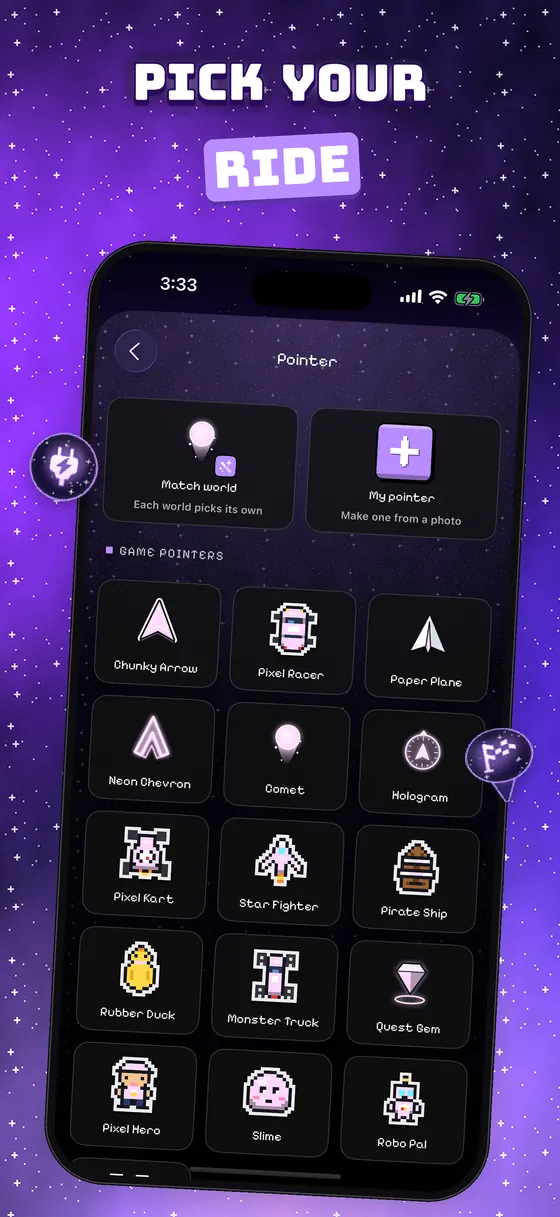 PICK YOUR
RIDE
3:33
Pointer
Match world
Each world picks its own
My pointer
Make one from a photo
GAME POINTERS
Chunky Arrow
Pixel Racer
Paper Plane
Neon Chevron
Comet
Hologram
Pixel Kart
Star Fighter
Pirate Ship
Rubber Duck
Monster Truck
Quest Gem
Pixel Hero
Slime
Robo Pal